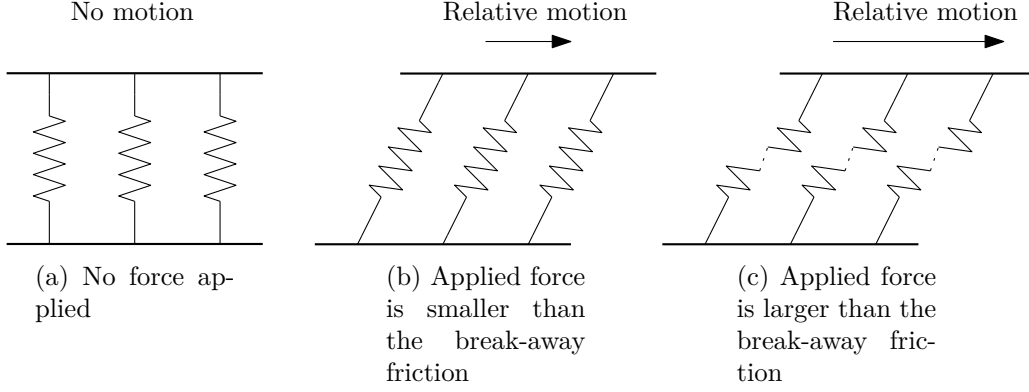 No motion
Relative motion
Relative motion
(a) No force ap-
plied
(b) Applied force
is smaller than
the break-away
friction
(c) Applied force
is larger than the
break-away fric-
tion